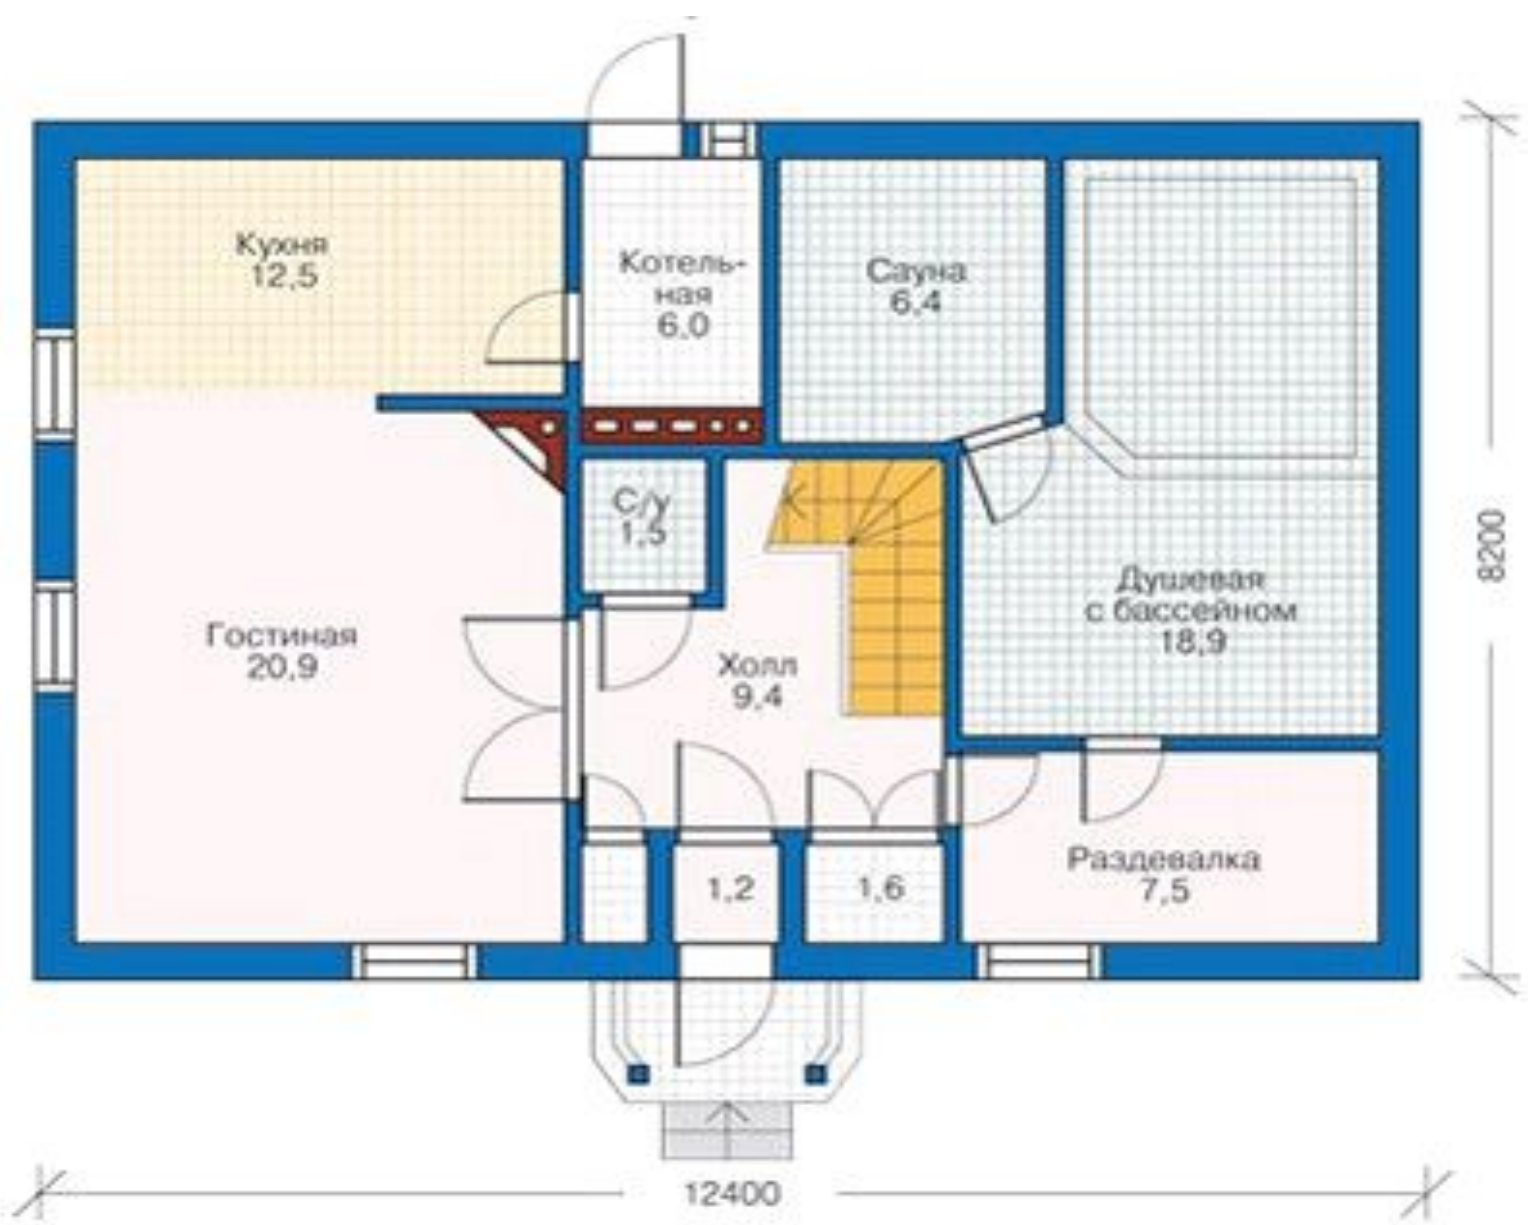 Кухня
12,5
Котель-
ная
6,0
Сауна
6,4
С/у
1,5
Гостиная
20,9
Холл
9,4
Душевая
с бассейном
18,9
8200
1,2
1,6
Раздевалка
7,5
12400